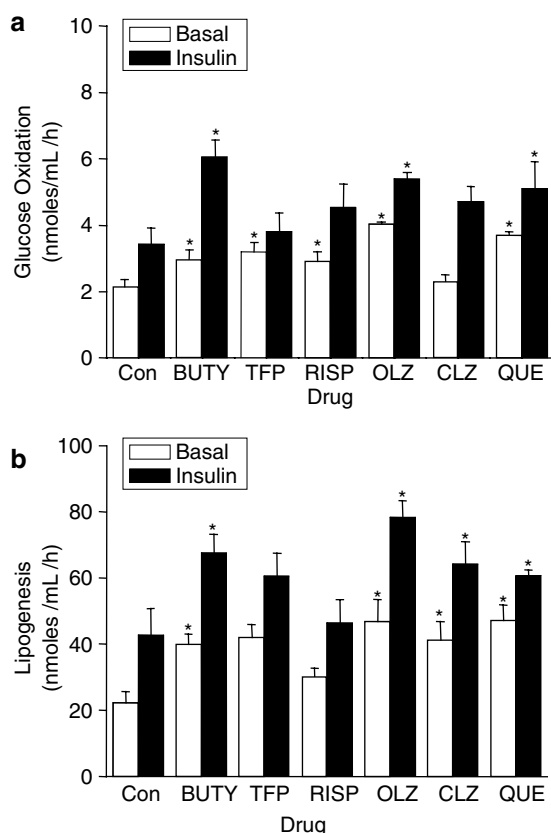 a
Basal
Insulin
Glucose Oxidation
(nmoles/mL /h)
10
8
6
4
2
0
* * * * * * * *
Con BUTY TFP RISP OLZ CLZ QUE
Drug
b
Basal
Insulin
Lipogenesis
(nmoles /mL /h)
100
80
60
40
20
0
* * * * * * * *
Con BUTY TFP RISP OLZ CLZ QUE
Drug